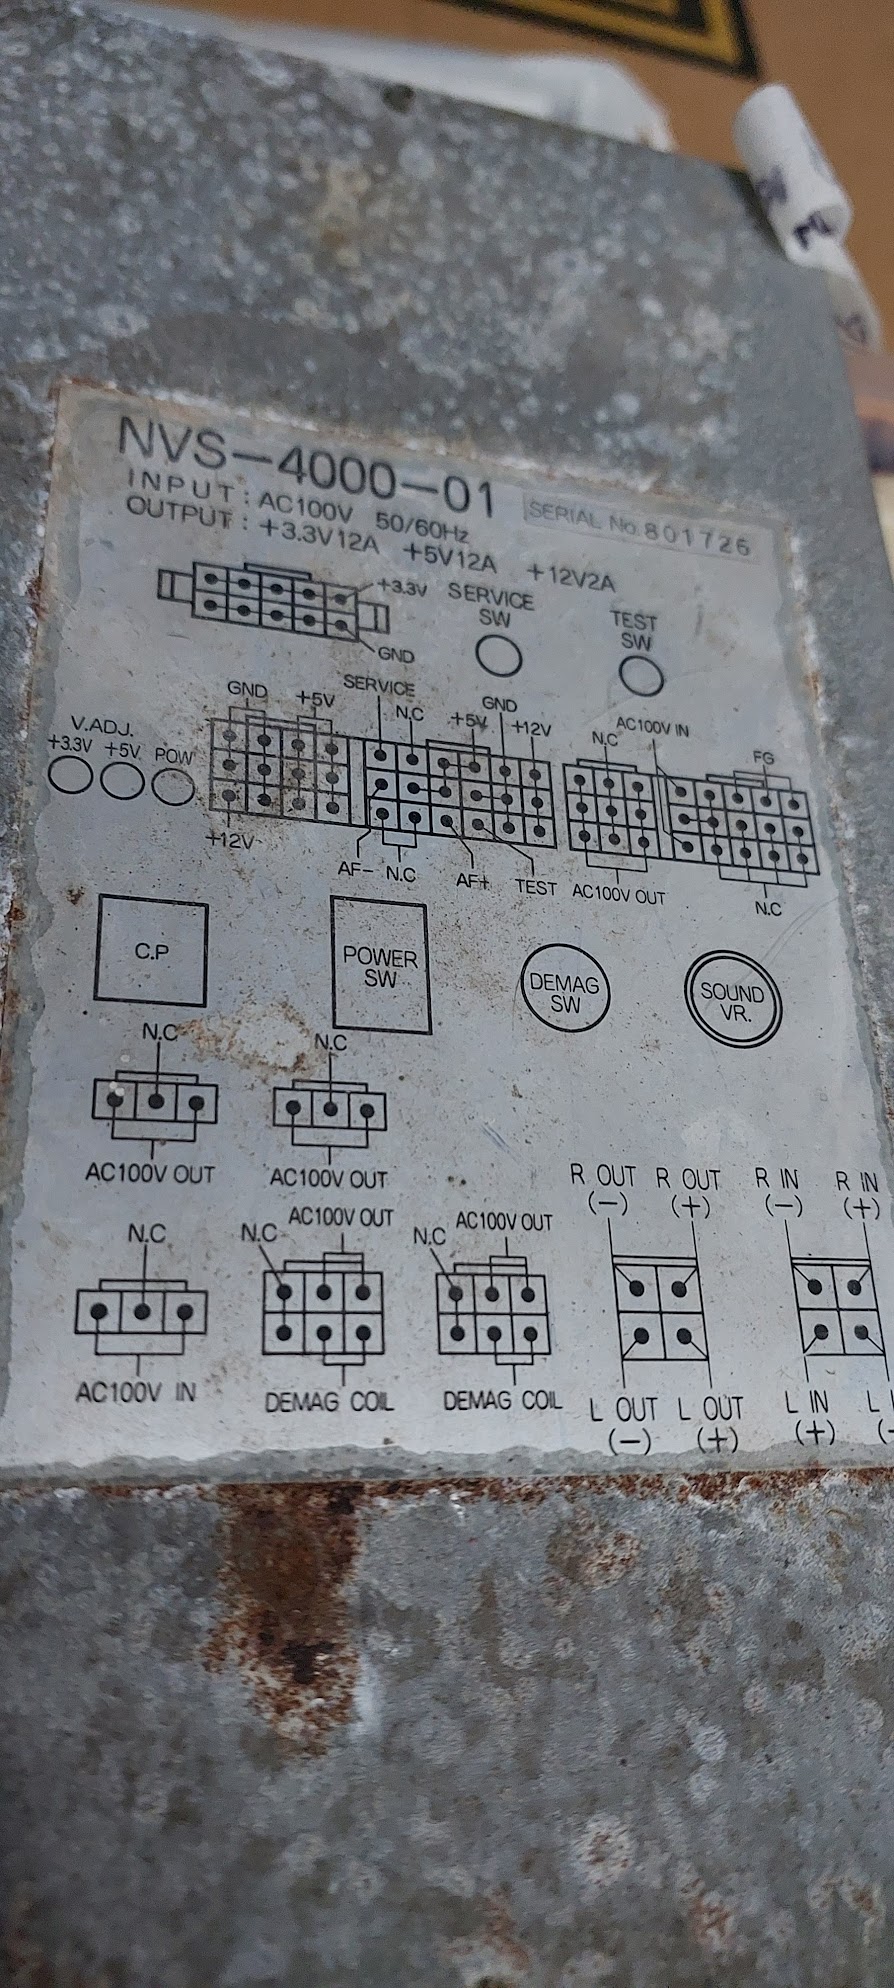 NVS-4000-01
SERIAL No. 801726
INPUT : AC100V 50/60Hz
OUTPUT : +3.3V12A +5V12A +12V2A
+3.3V
SERVICE
SW
TEST
SW
GND
GND
+5V
SERVICE
N.C
+5V
GND
+12V
N.C
AC100V IN
FG
V.ADJ.
+3.3V +5V POW
+12V
AF-
N.C
AF+
TEST
AC100V OUT
N.C
C.P
POWER
SW
DEMAG
SW
SOUND
VR.
N.C
N.C
AC100V OUT
AC100V OUT
R OUT
(-)
R OUT
(+)
R IN
(-)
R IN
(+)
N.C
N.C
AC100V OUT
N.C
AC100V OUT
AC100V IN
DEMAG COIL
DEMAG COIL
L OUT
(-)
L OUT
(+)
L IN
(+)
L